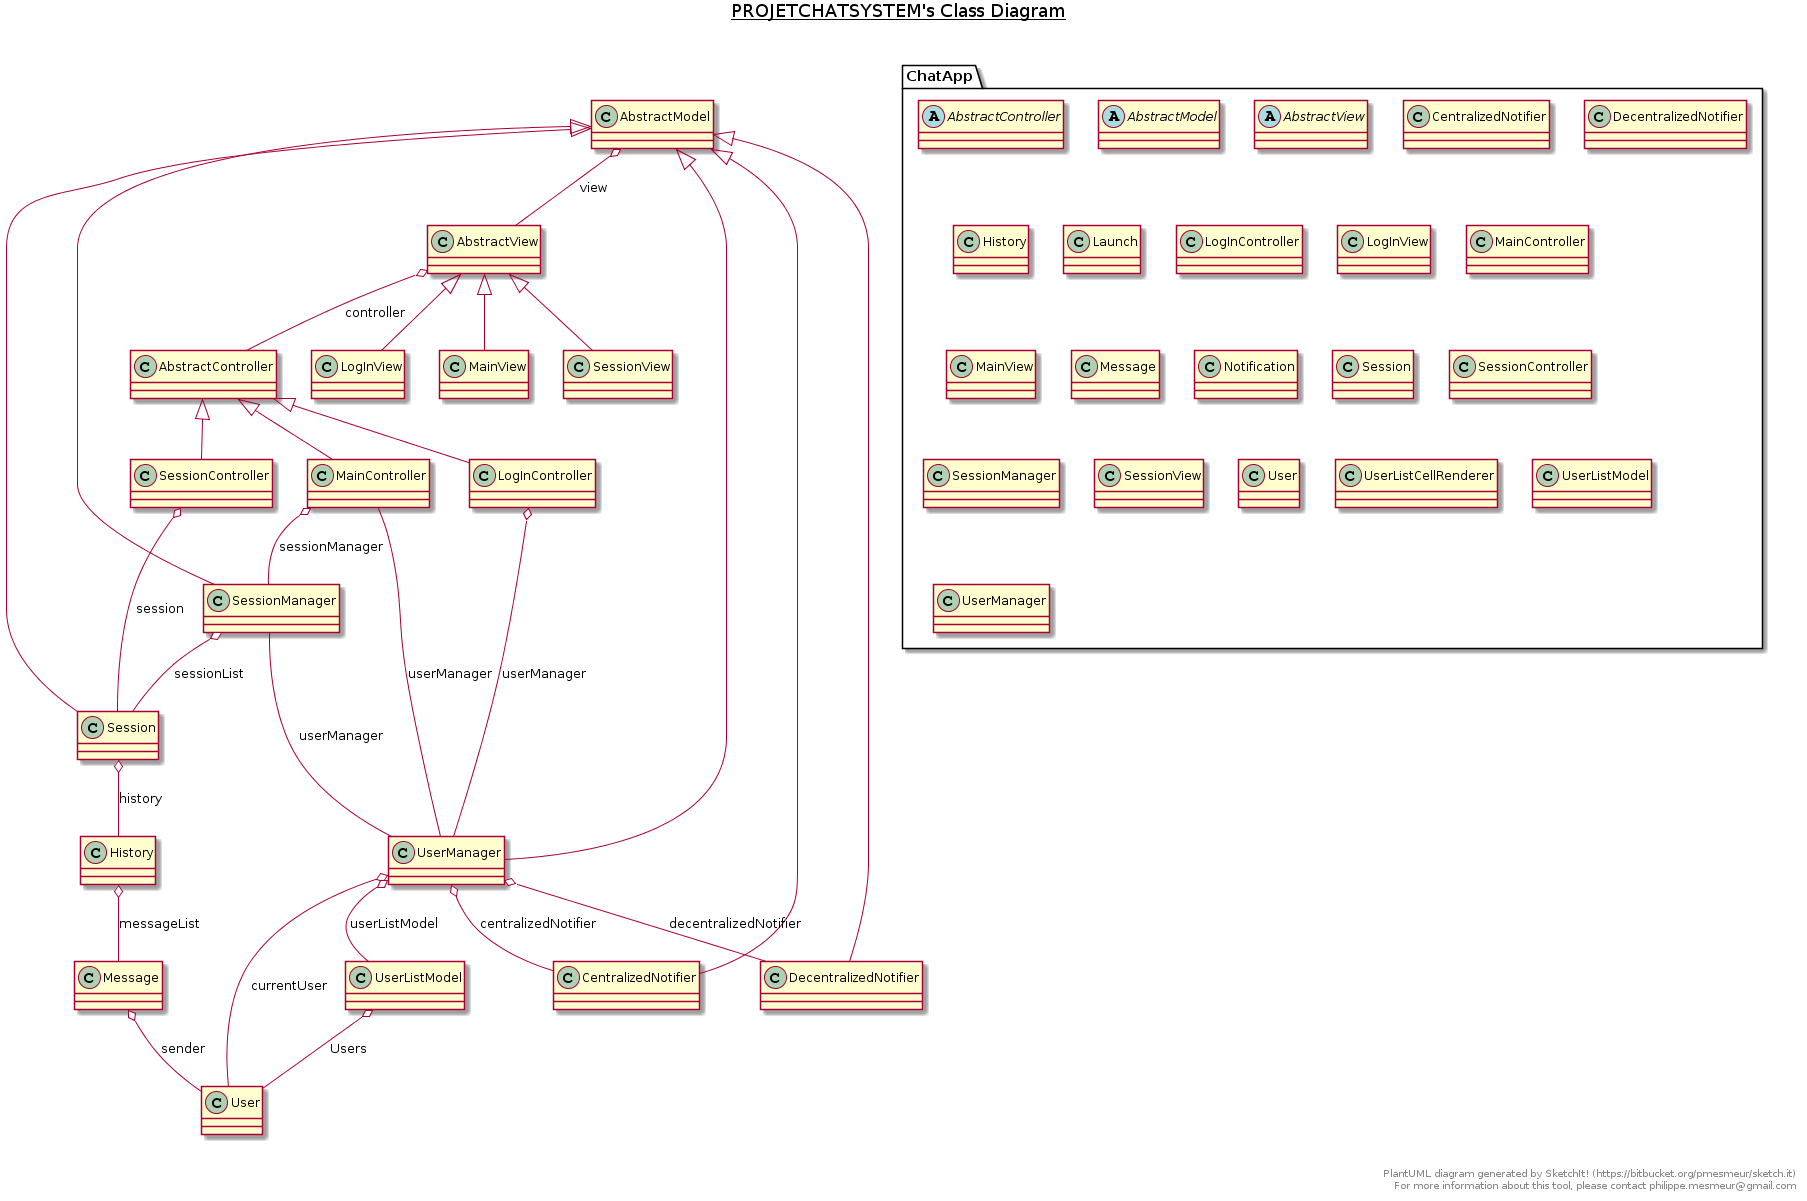 PROJETCHATSYSTEM's Class Diagram
ChatApp
C AbstractModel
A AbstractController
A AbstractModel
A AbstractView
C CentralizedNotifier
C DecentralizedNotifier
view
C AbstractView
C History
C Launch
C LogInController
C LogInView
C MainController
controller
C AbstractController
C LogInView
C MainView
C SessionView
C MainView
C Message
C Notification
C Session
C SessionController
C SessionController
C MainController
C LogInController
C SessionManager
C SessionView
C User
C UserListCellRenderer
C UserListModel
sessionManager
C SessionManager
C UserManager
session
sessionList
userManager
userManager
C Session
userManager
history
C History
C UserManager
messageList
userListModel
centralizedNotifier
decentralizedNotifier
C Message
currentUser
C UserListModel
C CentralizedNotifier
C DecentralizedNotifier
sender
Users
C User
PlantUML diagram generated by SketchIt! (https://bitbucket.org/pmesmeur/sketch.it)
For more information about this tool, please contact philippe.mesmeur@gmail.com